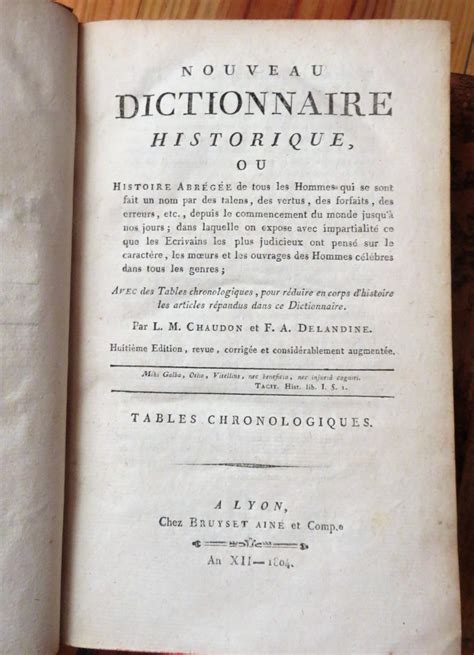 NOUVEAU
DICTIONNAIRE
HISTORIQUE,
OU
HISTOIRE ABRÉGÉE de tous les Hommes qui se sont
fait un nom par des talens, des vertus, des forfaits, des
erreurs, etc., depuis le commencement du monde jusqu'à
nos jours; dans laquelle on expose avec impartialité ce
que les Ecrivains les plus judicieux ont pensé sur le
caractère, les mœurs et les ouvrages des Hommes célèbres
dans tous les genres;
AVEC des Tables chronologiques, pour réduire en corps d'histoire
les articles répandus dans ce Dictionnaire.
Par L. M. CHAUDON et F. A. DELANDINE.
Huitième Edition, revue, corrigée et considérablement augmentée.
Mihi Galba, Otho, Vitellius, nec beneficio, nec injuriâ cogniti.
TACIT. Hist. lib. I. §. 1.
TABLES CHRONOLOGIQUES.
A LYON,
Chez BRUYSET AINÉ et Comp.e
An XII—1804.